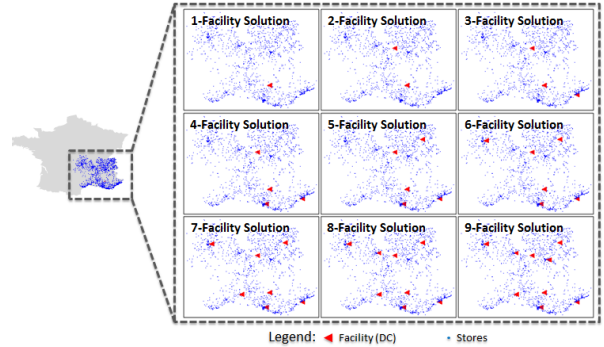 1-Facility Solution
2-Facility Solution
3-Facility Solution
4-Facility Solution
5-Facility Solution
6-Facility Solution
7-Facility Solution
8-Facility Solution
9-Facility Solution
Legend: Facility (DC) Stores